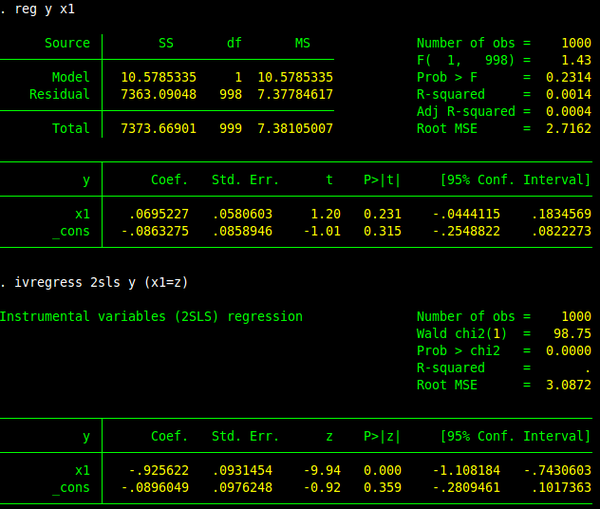 . reg y x1
Source | SS df MS Number of obs = 1000
F( 1, 998) = 1.43
Model | 10.5785335 1 10.5785335 Prob > F = 0.2314
Residual | 7363.09048 998 7.37784617 R-squared = 0.0014
Adj R-squared = 0.0004
Total | 7373.66901 999 7.38105007 Root MSE = 2.7162
y | Coef. Std. Err. t P>|t| [95% Conf. Interval]
x1 | .0695227 .0580603 1.20 0.231 -.0444115 .1834569
_cons | -.0863275 .0858946 -1.01 0.315 -.2548822 .0822273
. ivregress 2sls y (x1=z)
Instrumental variables (2SLS) regression Number of obs = 1000
Wald chi2(1) = 98.75
Prob > chi2 = 0.0000
R-squared = .
Root MSE = 3.0872
y | Coef. Std. Err. z P>|z| [95% Conf. Interval]
x1 | -.925622 .0931454 -9.94 0.000 -1.108184 -.7430603
_cons | -.0896049 .0976248 -0.92 0.359 -.2809461 .1017363